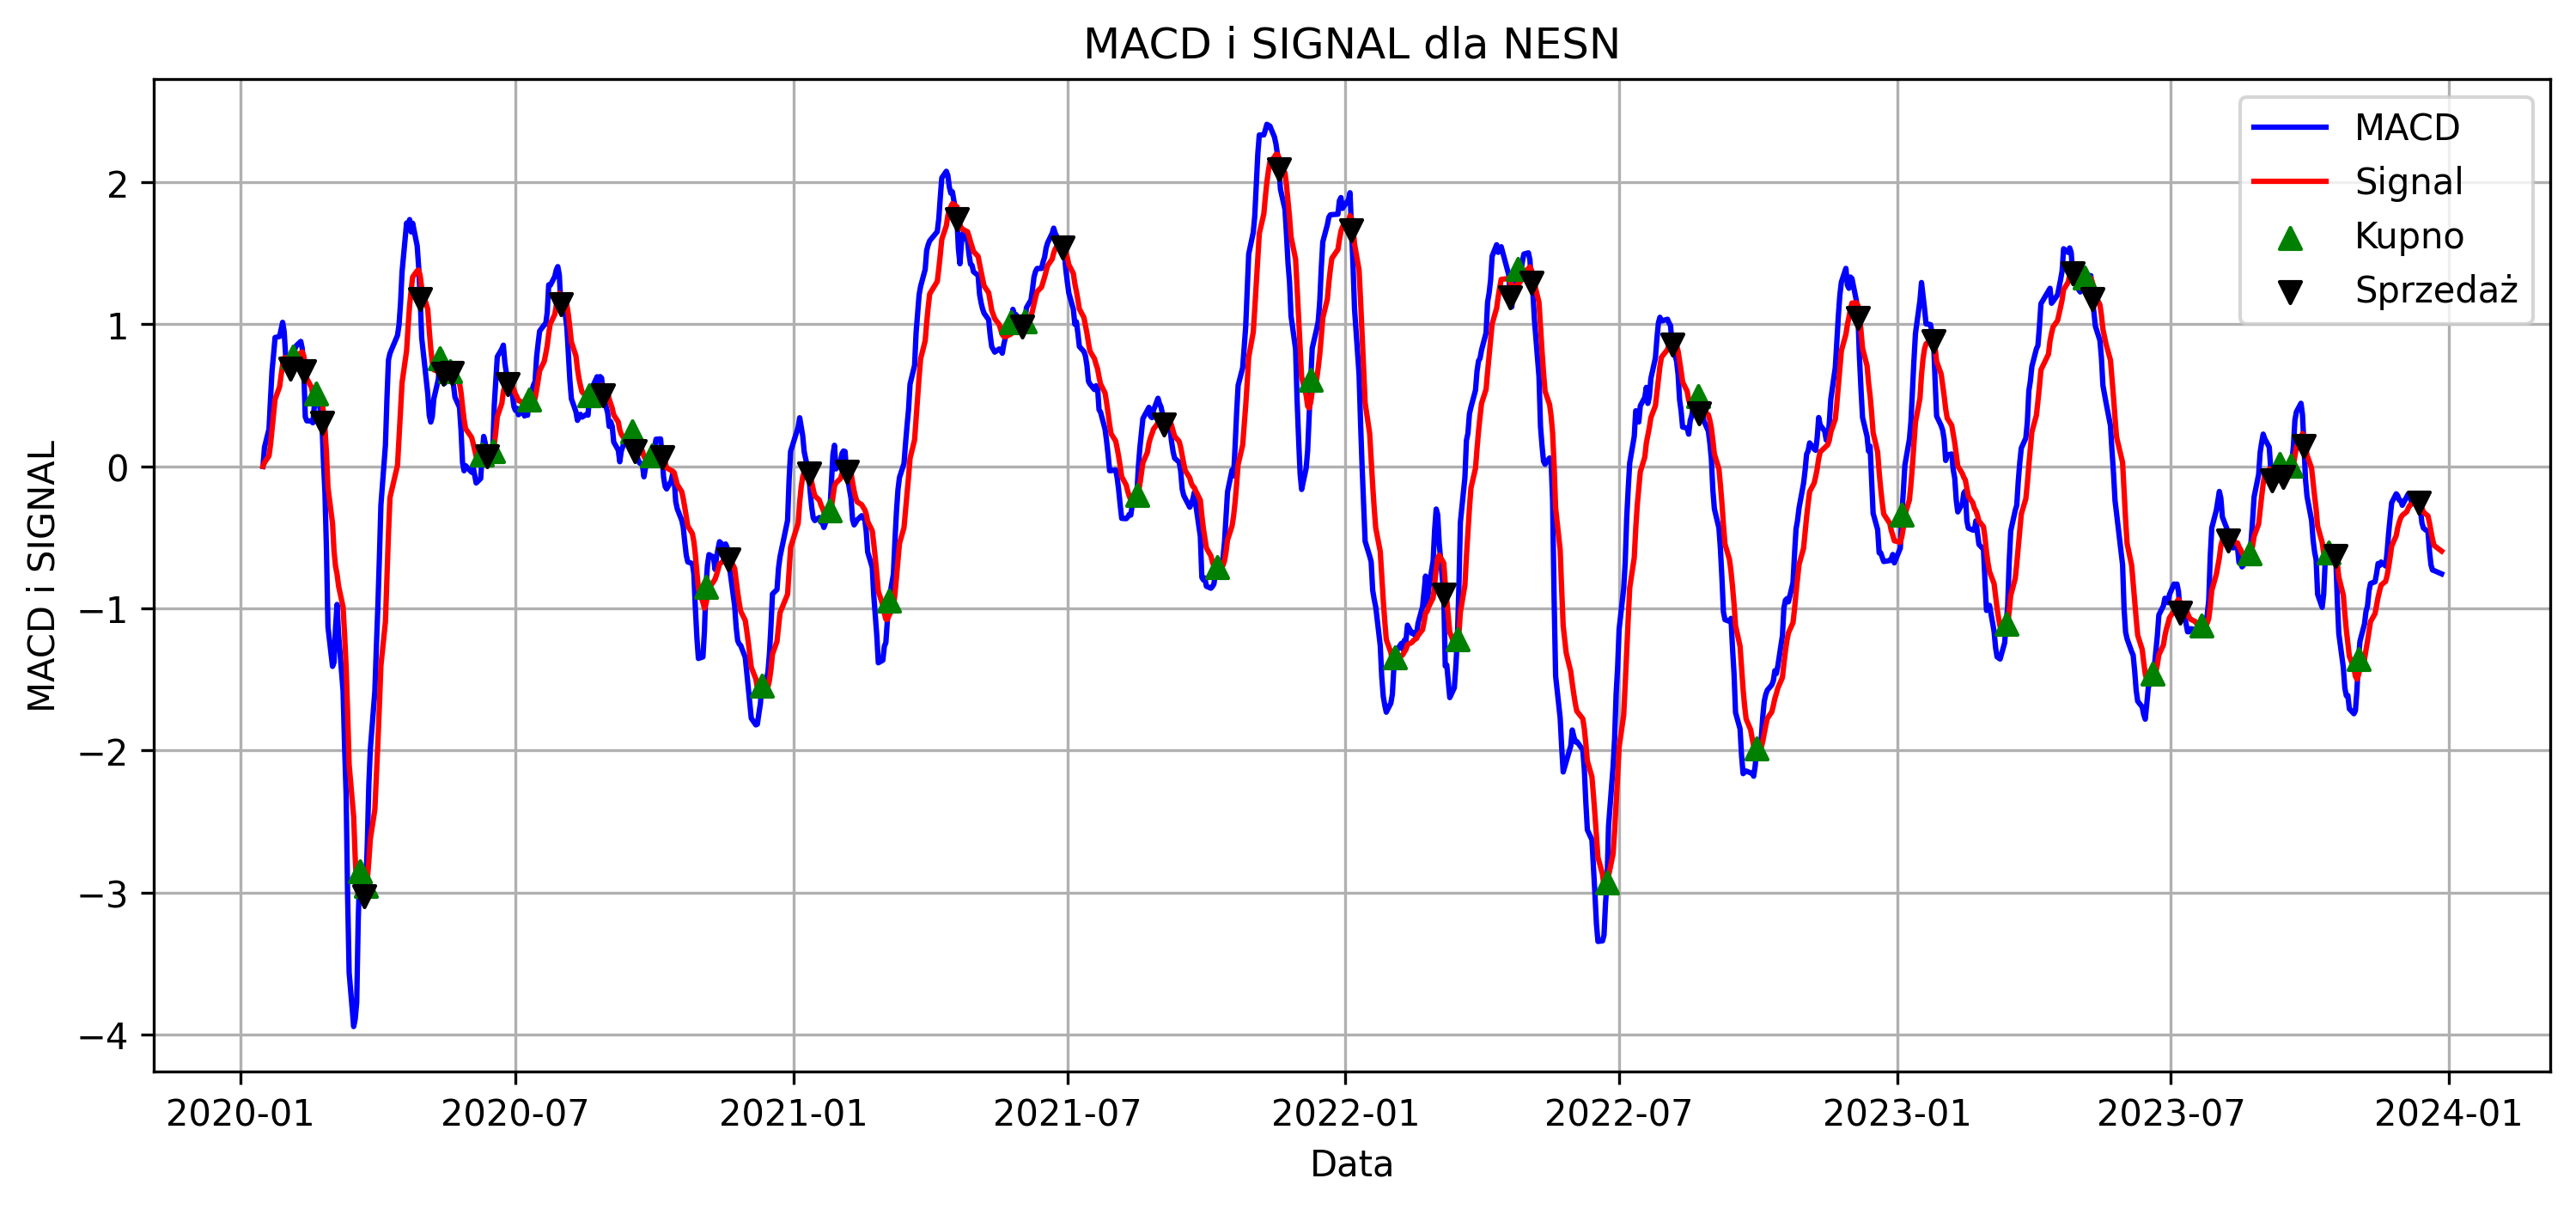 MACD i SIGNAL dla NESN
MACD
Signal
Kupno
Sprzedaż
MACD i SIGNAL
2
1
0
−1
−2
−3
−4
2020-01 2020-07 2021-01 2021-07 2022-01 2022-07 2023-01 2023-07 2024-01
Data